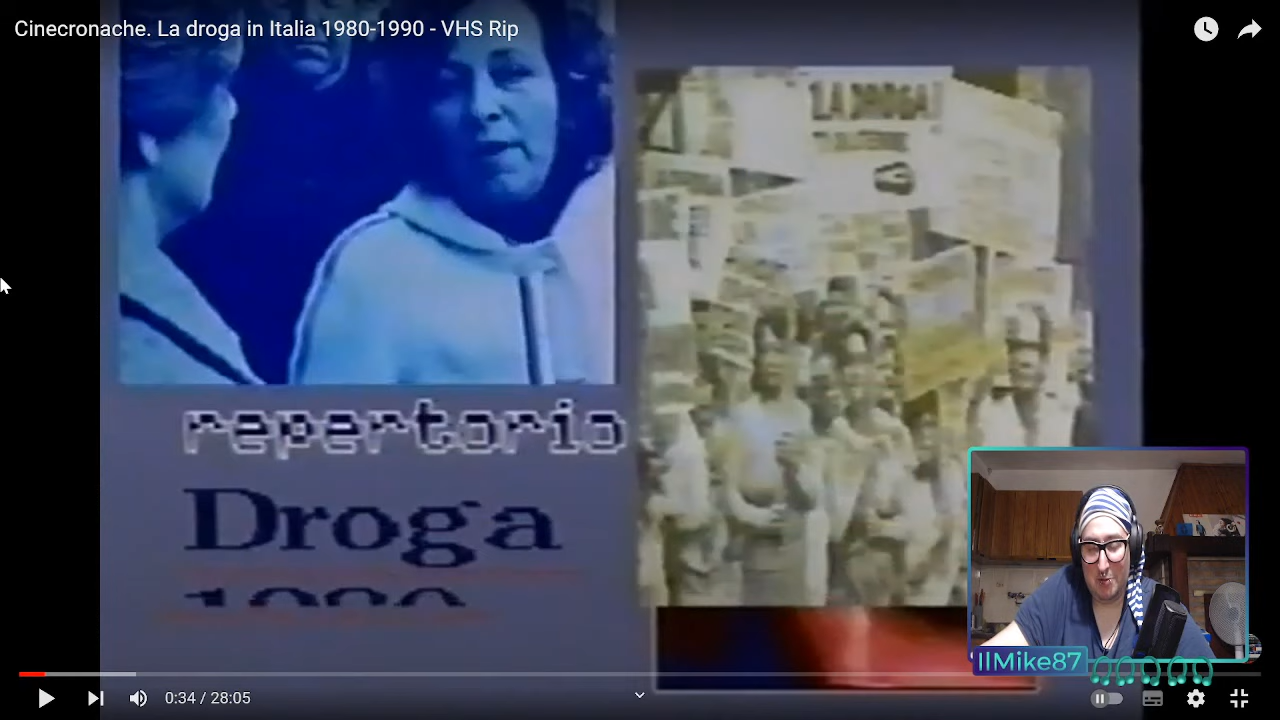 Cinecronache. La droga in Italia 1980-1990 - VHS Rip
LA DROGA
repertorio
Droga
0:34 / 28:05
IlMike87